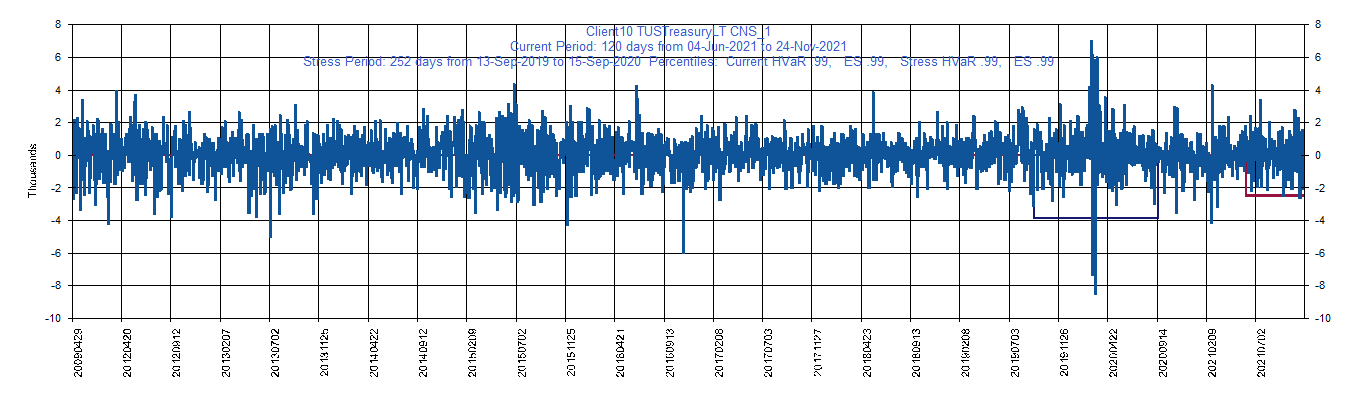 Client10 TUSTreasuryLT CNS_1
Current Period: 120 days from 04-Jun-2021 to 24-Nov-2021
Stress Period: 252 days from 13-Sep-2019 to 15-Sep-2020 Percentiles: Current HVaR .99, ES .99, Stress HVaR .99, ES .99
Thousands
8 8
6 6
4 4
2 2
0 0
-2 -2
-4 -4
-6 -6
-8 -8
-10 -10
20090429 20120420 20120912 20130207 20130702 20131125 20140422 20140912 20150209 20150702 20151125 20160421 20160913 20170208 20170703 20171127 20180423 20180913 20190208 20190703 20191126 20200422 20200914 20210209 20210702